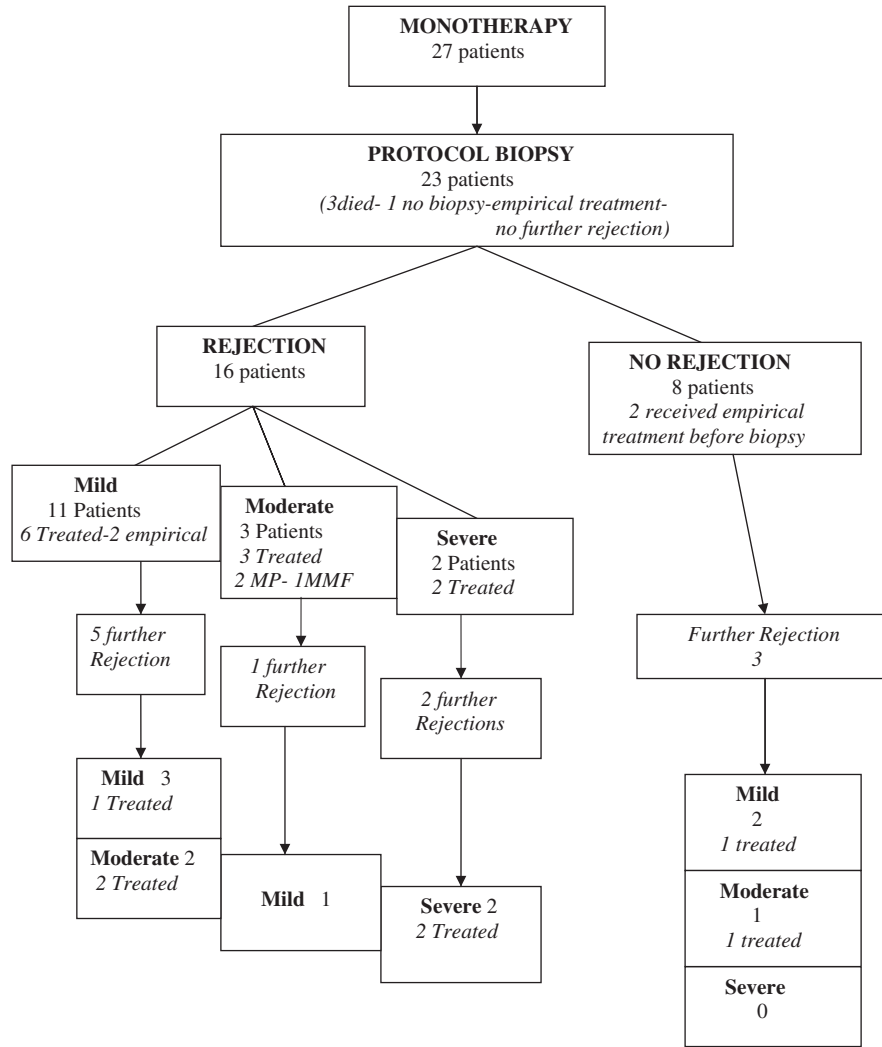 MONOTHERAPY
27 patients
PROTOCOL BIOPSY
23 patients
(3died- 1 no biopsy-empirical treatment-
no further rejection)
REJECTION
16 patients
NO REJECTION
8 patients
2 received empirical
treatment before biopsy
Mild
11 Patients
6 Treated-2 empirical
Moderate
3 Patients
3 Treated
2 MP- 1MMF
Severe
2 Patients
2 Treated
5 further
Rejection
1 further
Rejection
2 further
Rejections
Further Rejection
3
Mild 3
1 Treated
Moderate 2
2 Treated
Mild 1
Severe 2
2 Treated
Mild
2
1 treated
Moderate
1
1 treated
Severe
0